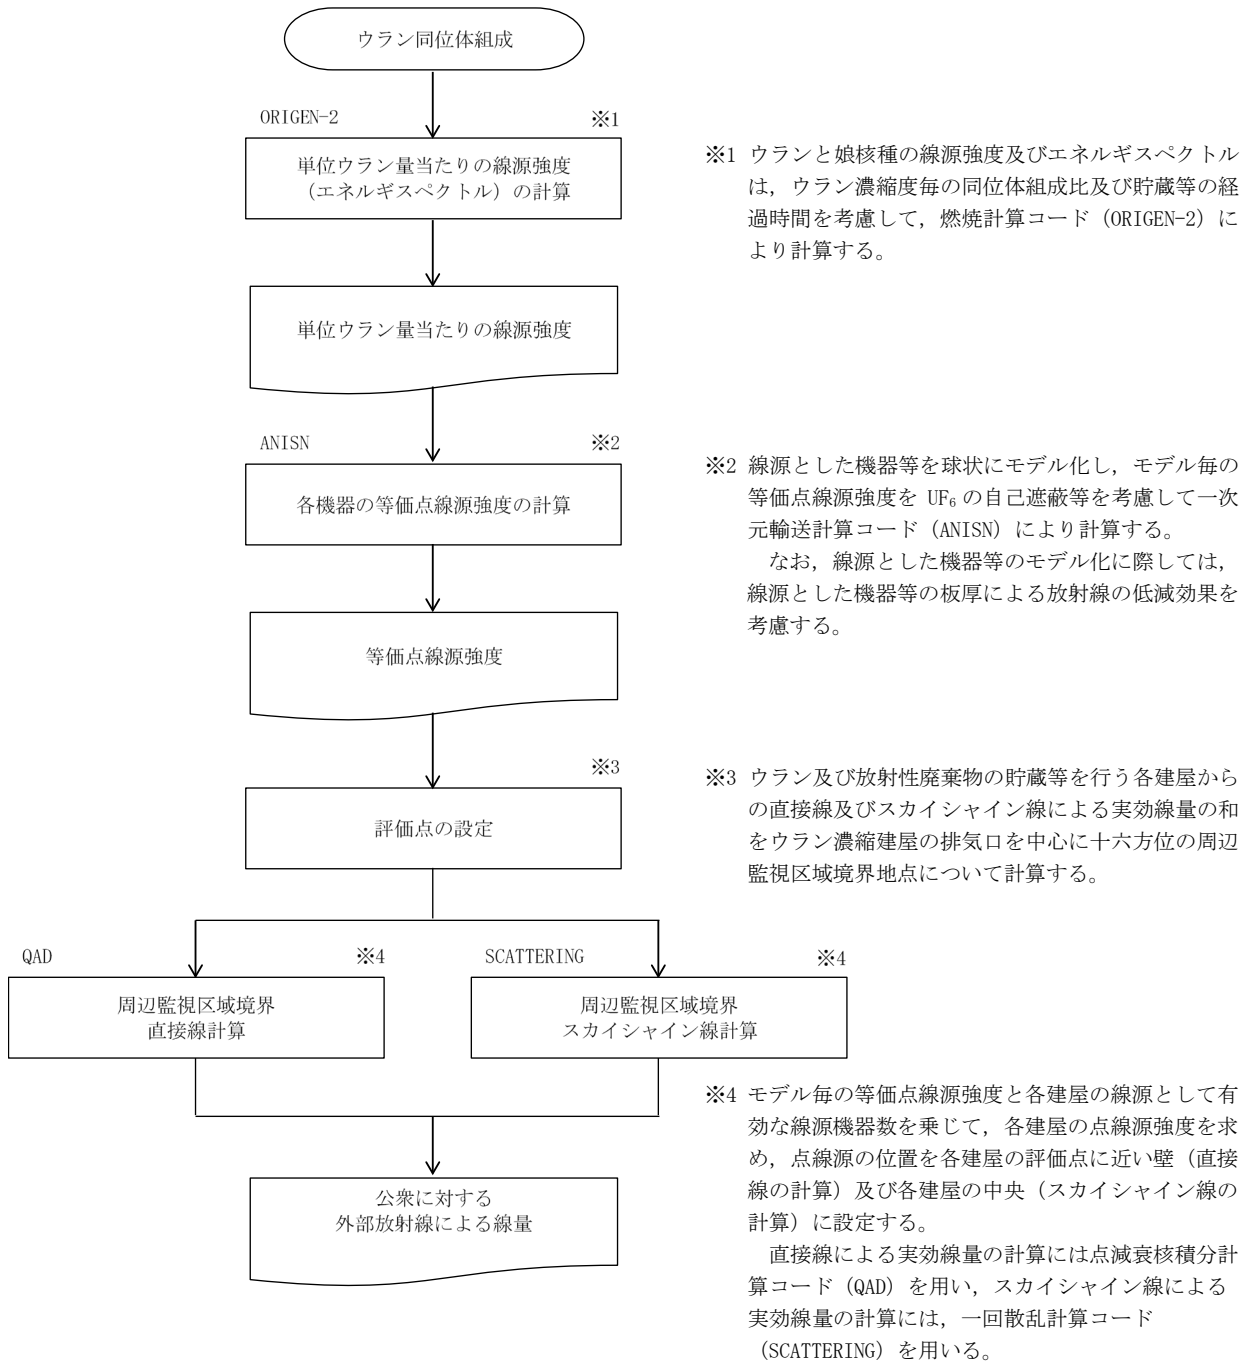 ウラン同位体組成
ORIGEN-2
※1
単位ウラン量当たりの線源強度
（エネルギスペクトル）の計算
※1 ウランと娘核種の線源強度及びエネルギスペクトル
は，ウラン濃縮度毎の同位体組成比及び貯蔵等の経
過時間を考慮して，燃焼計算コード（ORIGEN-2）に
より計算する。
単位ウラン量当たりの線源強度
ANISN
※2
各機器の等価点線源強度の計算
※2 線源とした機器等を球状にモデル化し，モデル毎の
等価点線源強度を UF₆ の自己遮蔽等を考慮して一次
元輸送計算コード（ANISN）により計算する。
なお，線源とした機器等のモデル化に際しては，
線源とした機器等の板厚による放射線の低減効果を
考慮する。
等価点線源強度
※3
評価点の設定
※3 ウラン及び放射性廃棄物の貯蔵等を行う各建屋から
の直接線及びスカイシャイン線による実効線量の和
をウラン濃縮建屋の排気口を中心に十六方位の周辺
監視区域境界地点について計算する。
QAD
※4
周辺監視区域境界
直接線計算
SCATTERING
※4
周辺監視区域境界
スカイシャイン線計算
※4 モデル毎の等価点線源強度と各建屋の線源として有
効な線源機器数を乗じて，各建屋の点線源強度を求
め，点線源の位置を各建屋の評価点に近い壁（直接
線の計算）及び各建屋の中央（スカイシャイン線の
計算）に設定する。
直接線による実効線量の計算には点減衰核積分計
算コード（QAD）を用い，スカイシャイン線による
実効線量の計算には，一回散乱計算コード
（SCATTERING）を用いる。
公衆に対する
外部放射線による線量